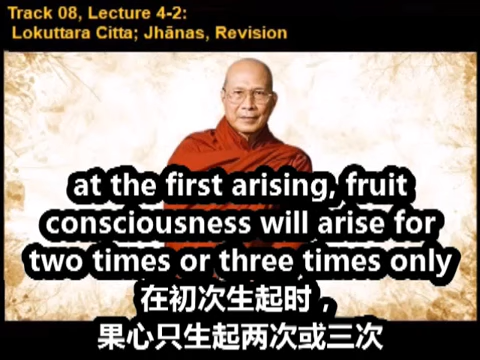 Track 08, Lecture 4-2:
Lokuttara Citta; Jhānas, Revision
at the first arising, fruit
consciousness will arise for
two times or three times only
在初次生起时，
果心只生起两次或三次